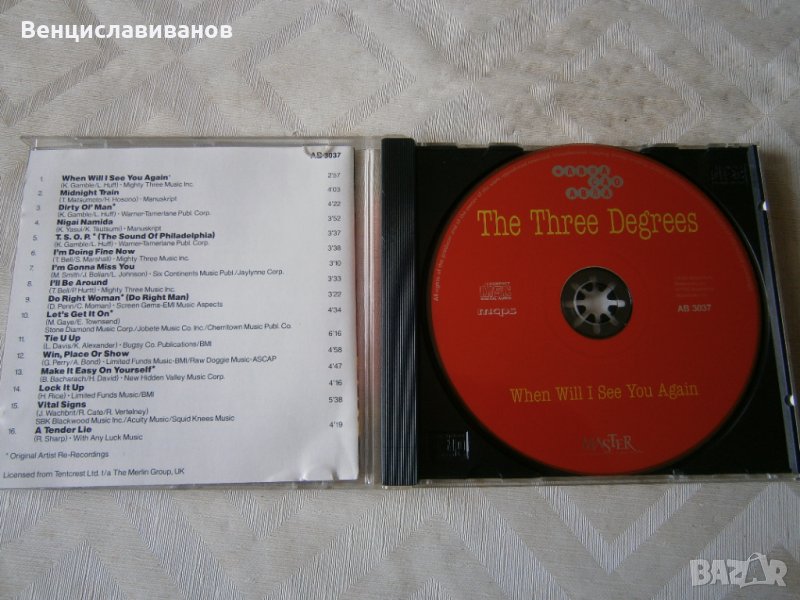 Венциславиванов
AB 3037
1. When Will I See You Again* 2'57
(K. Gamble/L. Huff) · Mighty Three Music Inc.
2. Midnight Train 4'03
(T. Matsumoto/H. Hosono) · Manuskript
3. Dirty Ol' Man* 4'22
(K. Gamble/L. Huff) · Warner-Tamerlane Publ. Corp.
4. Nigai Namida 3'52
(K. Yasui/K. Tsutsumi) · Manuskript
5. T. S. O. P. * (The Sound Of Philadelphia) 3'37
(K. Gamble/L. Huff) · Warner-Tamerlane Publ. Corp.
6. I'm Doing Fine Now 3'38
(T. Bell/S. Marshall) · Mighty Three Music Inc.
7. I'm Gonna Miss You 3'10
(M. Smith/J. Bolian/L. Johnson) · Six Continents Music Publ./Jaylynne Corp.
8. I'll Be Around 3'33
(T. Bell/P. Hurtt) · Mighty Three Music Inc.
9. Do Right Woman* (Do Right Man) 3'22
(D. Penn/C. Moman) · Screen Gems-EMI Music Aspects
10. Let's Get It On* 4'34
(M. Gaye/E. Townsend)
Stone Diamond Music Corp./Jobete Music Co. Inc./Cherritown Music Publ. Co.
11. Tie U Up 6'16
(L. Davis/K. Alexander) · Bugsy Co. Publications/BMI
12. Win, Place Or Show 4'58
(G. Perry/A. Bond) · Limited Funds Music-BMI/Raw Doggie Music-ASCAP
13. Make It Easy On Yourself* 4'47
(B. Bacharach/H. David) · New Hidden Valley Music Corp.
14. Lock It Up 4'16
(H. Rice) · Limited Funds Music/BMI
15. Vital Signs 5'38
(J. Wachbrit/R. Cato/R. Vertelney)
SBK Blackwood Music Inc./Acuity Music/Squid Knees Music
16. A Tender Lie 4'19
(R. Sharp) · With Any Luck Music
* Original Artist Re-Recordings
Licensed from Tentcrest Ltd. t/a The Merlin Group, UK
ABRA
CAD
ABRA
The Three Degrees
mcps
AB 3037
When Will I See You Again
MASTER
BAZAR